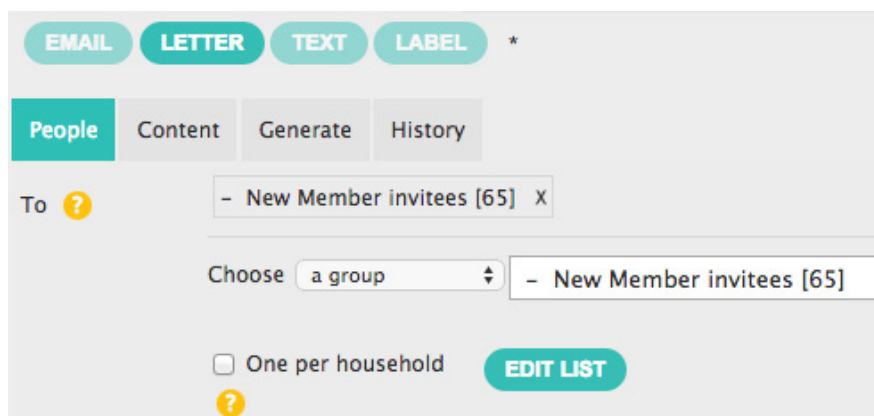 EMAIL LETTER TEXT LABEL *
People Content Generate History
To ? – New Member invitees [65] X
Choose a group – New Member invitees [65]
One per household EDIT LIST
?